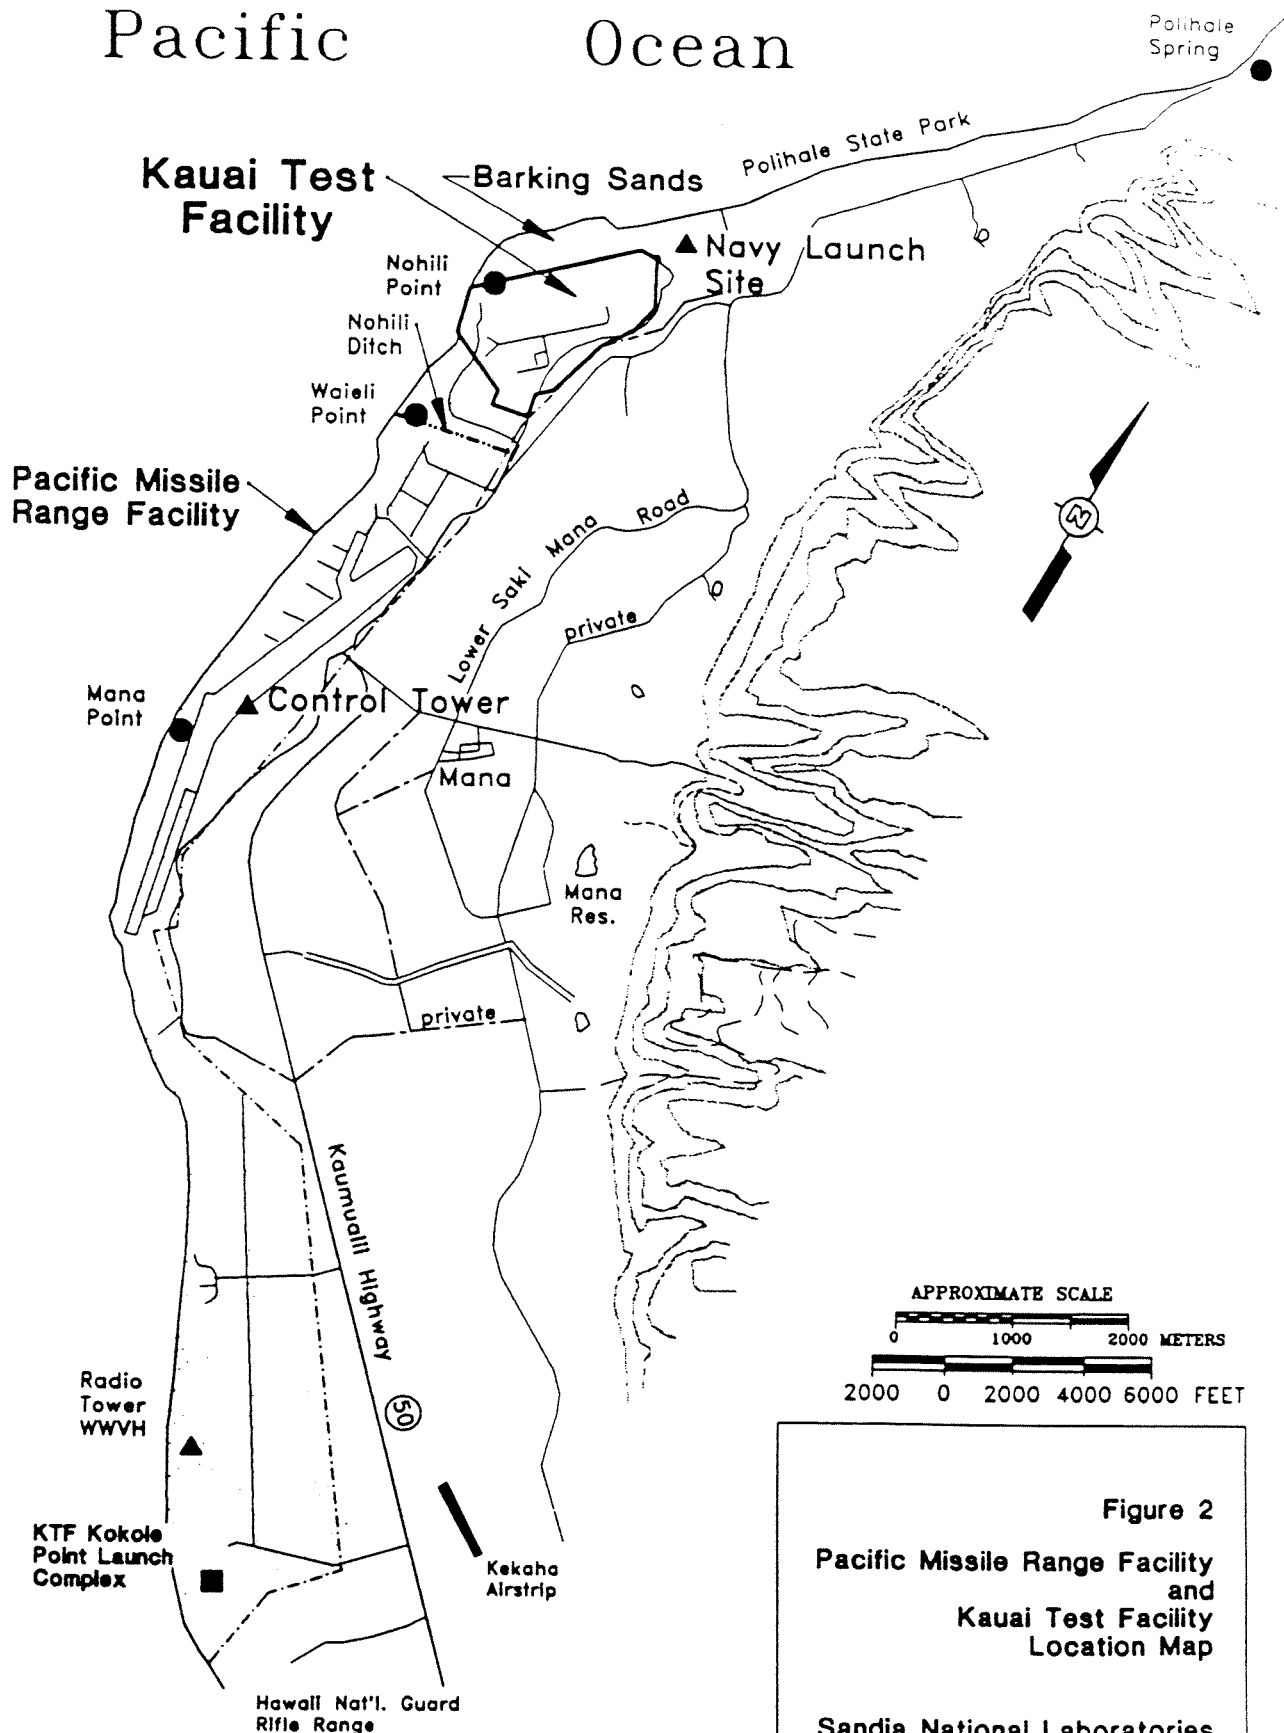 Pacific Ocean
Polihale
Spring
Polihale State Park
Kauai Test
Facility
Barking Sands
Navy Launch
Site
Nohili
Point
Nohili
Ditch
Waieli
Point
Pacific Missile
Range Facility
Lower Saki Mana Road
private
N
Mana
Point
Control Tower
Mana
Mana
Res.
private
Kaumualii Highway
50
APPROXIMATE SCALE
0 1000 2000 METERS
2000 0 2000 4000 6000 FEET
Radio
Tower
WWVH
KTF Kokole
Point Launch
Complex
Kekaha
Airstrip
Hawaii Nat'l. Guard
Rifle Range
Figure 2
Pacific Missile Range Facility
and
Kauai Test Facility
Location Map
Sandia National Laboratories